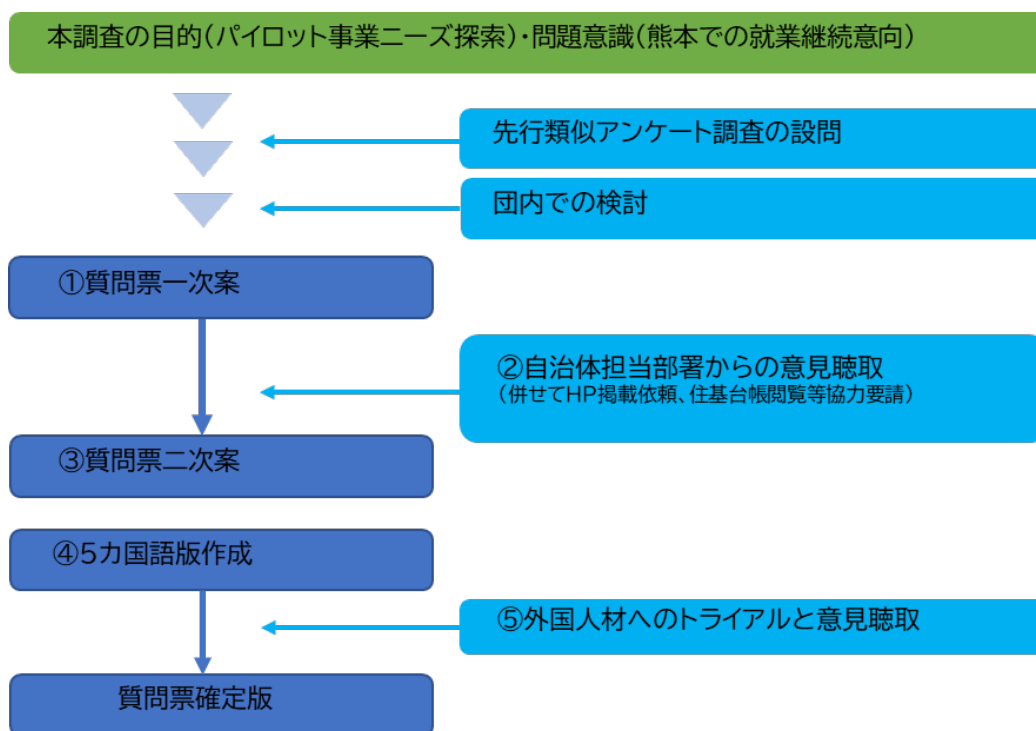 本調査の目的(パイロット事業ニーズ探索)・問題意識(熊本での就業継続意向)
先行類似アンケート調査の設問
団内での検討
①質問票一次案
②自治体担当部署からの意見聴取
(併せてHP掲載依頼、住基台帳閲覧等協力要請)
③質問票二次案
④5カ国語版作成
⑤外国人材へのトライアルと意見聴取
質問票確定版